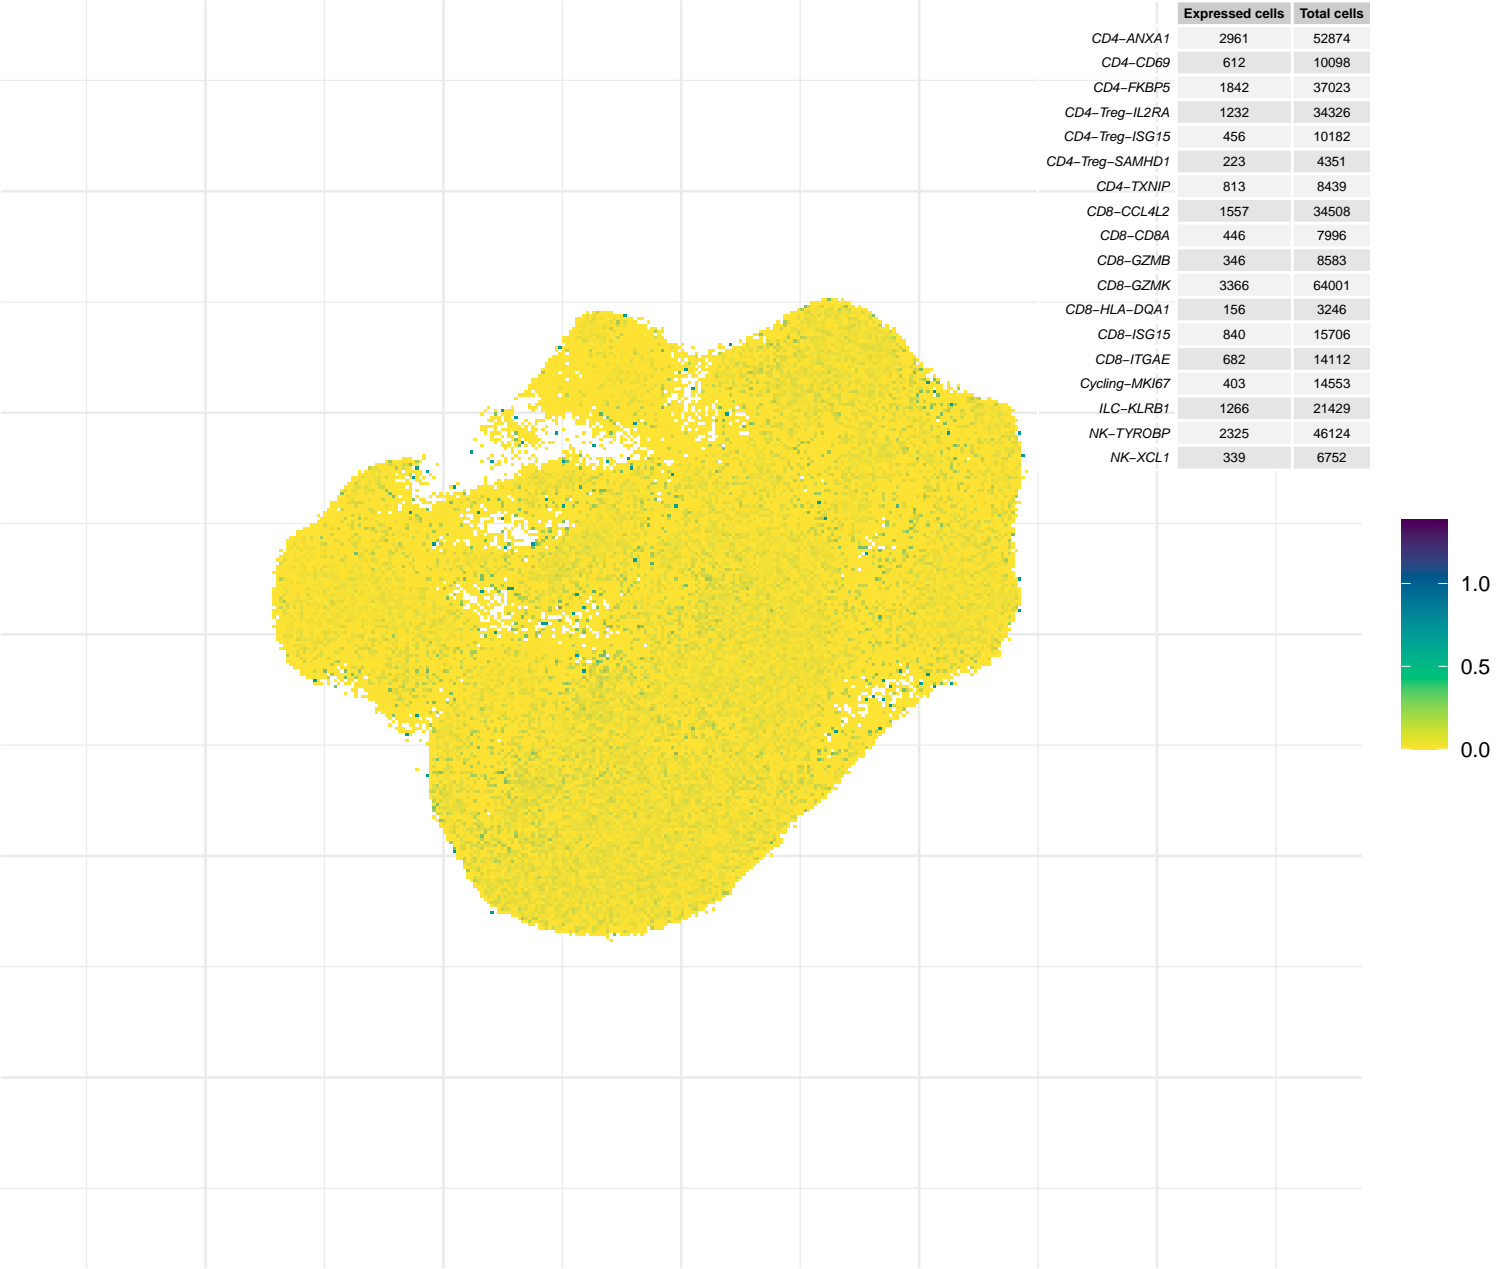 Expressed cells Total cells
CD4−ANXA1 2961 52874
CD4−CD69 612 10098
CD4−FKBP5 1842 37023
CD4−Treg−IL2RA 1232 34326
CD4−Treg−ISG15 456 10182
CD4−Treg−SAMHD1 223 4351
CD4−TXNIP 813 8439
CD8−CCL4L2 1557 34508
CD8−CD8A 446 7996
CD8−GZMB 346 8583
CD8−GZMK 3366 64001
CD8−HLA−DQA1 156 3246
CD8−ISG15 840 15706
CD8−ITGAE 682 14112
Cycling−MKI67 403 14553
ILC−KLRB1 1266 21429
NK−TYROBP 2325 46124
NK−XCL1 339 6752
1.0
0.5
0.0